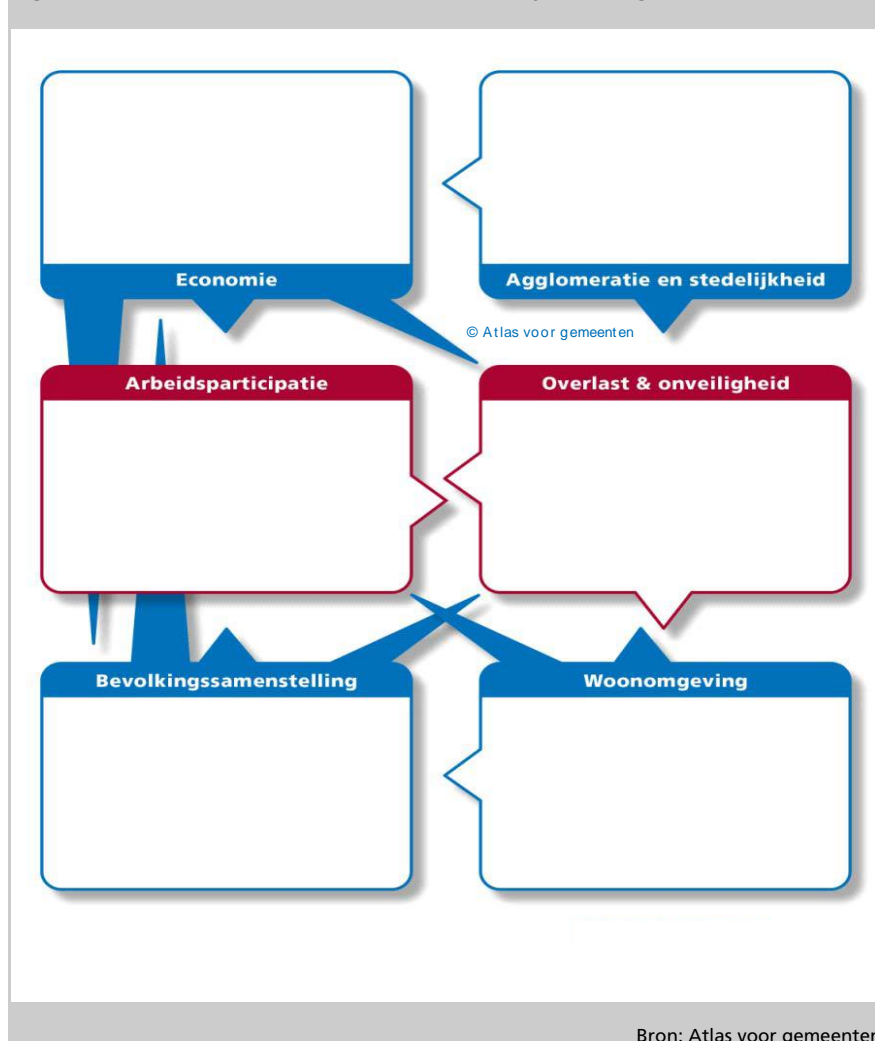 Economie
Agglomeratie en stedelijkheid
© Atlas voor gemeenten
Arbeidsparticipatie
Overlast & onveiligheid
Bevolkingssamenstelling
Woonomgeving
Bron: Atlas voor gemeenten